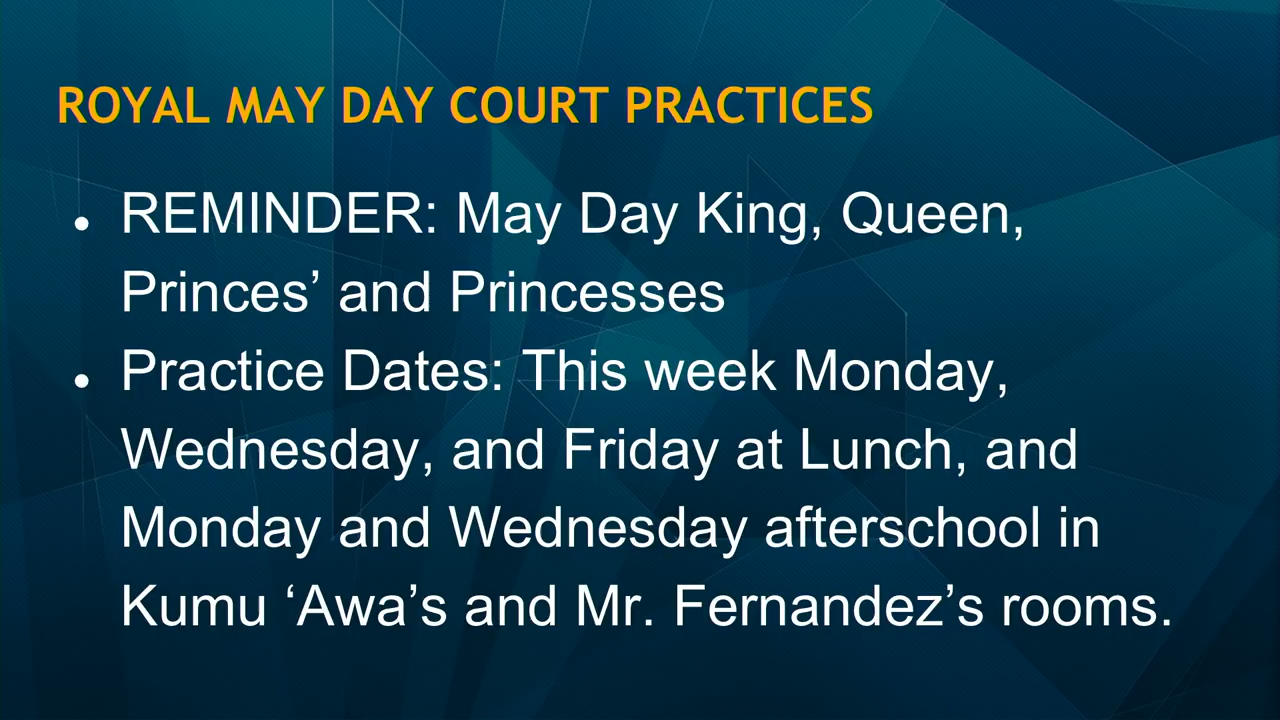 ROYAL MAY DAY COURT PRACTICES
• REMINDER: May Day King, Queen,
Princes’ and Princesses
• Practice Dates: This week Monday,
Wednesday, and Friday at Lunch, and
Monday and Wednesday afterschool in
Kumu ‘Awa’s and Mr. Fernandez’s rooms.